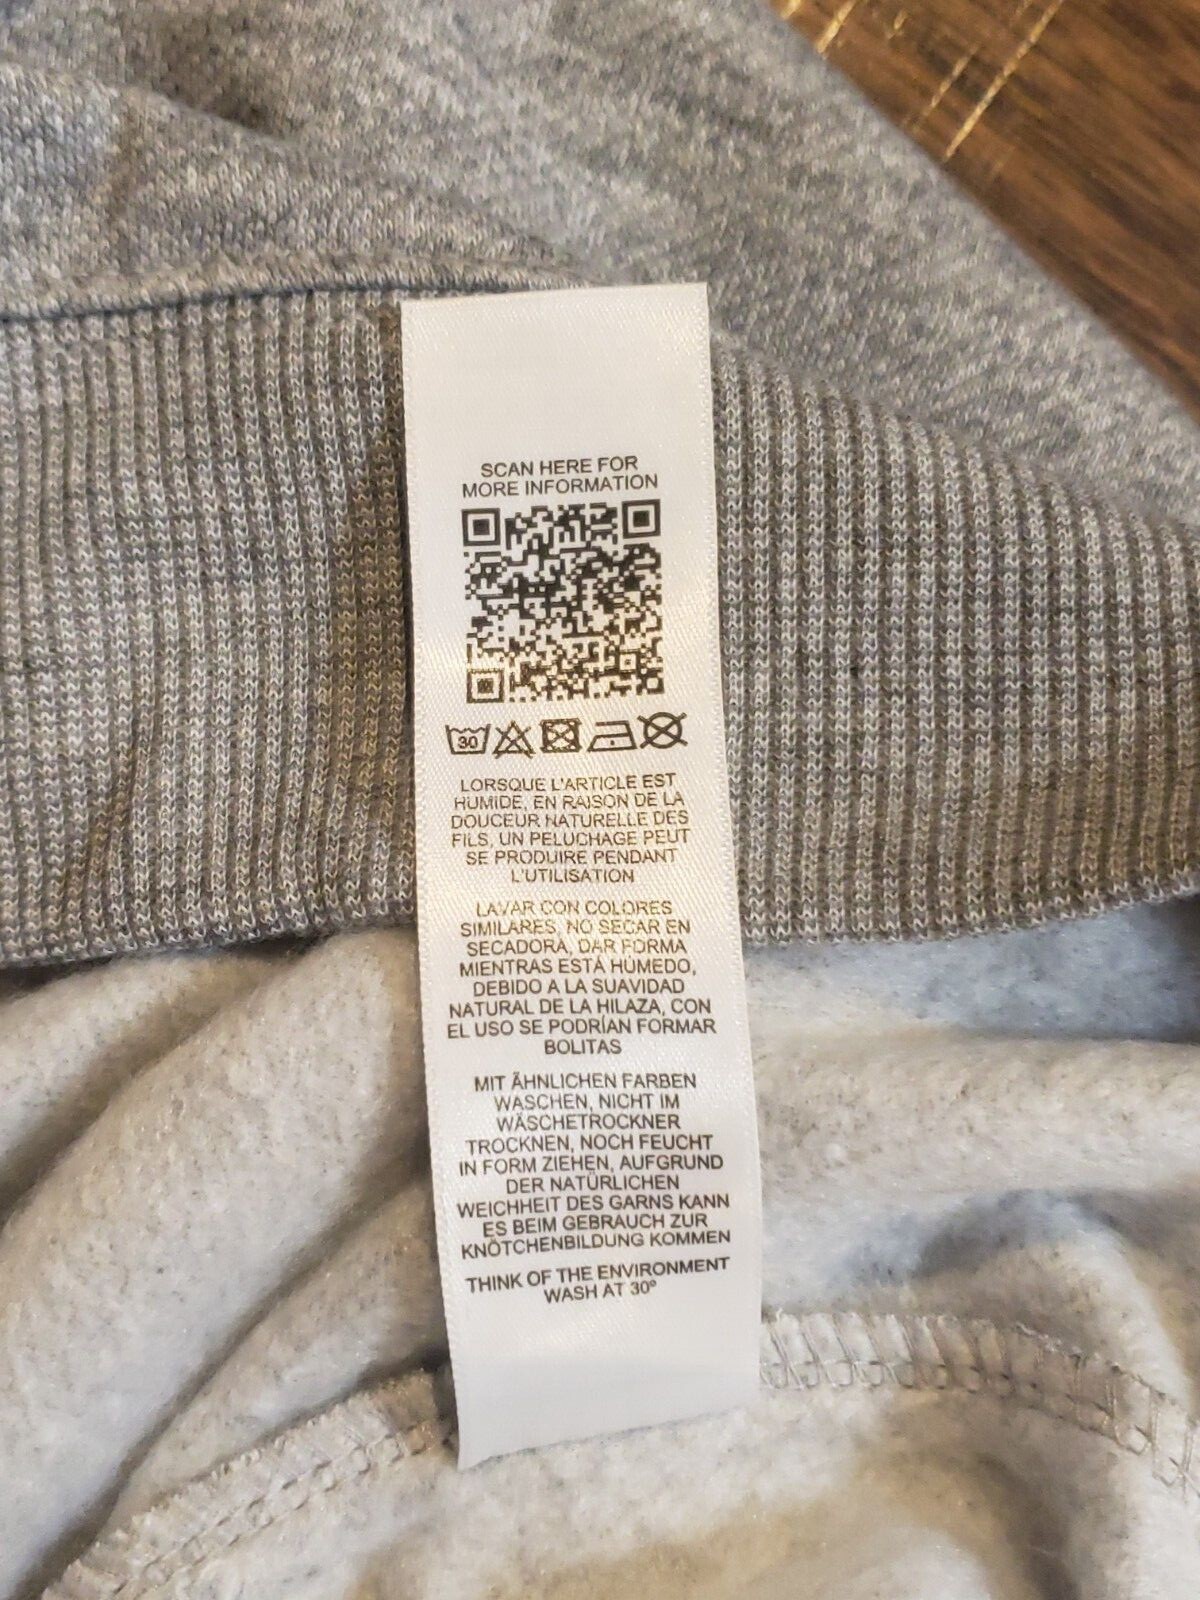 SCAN HERE FOR
MORE INFORMATION
30
LORSQUE L'ARTICLE EST
HUMIDE, EN RAISON DE LA
DOUCEUR NATURELLE DES
FILS, UN PELUCHAGE PEUT
SE PRODUIRE PENDANT
L'UTILISATION
LAVAR CON COLORES
SIMILARES, NO SECAR EN
SECADORA, DAR FORMA
MIENTRAS ESTÁ HÚMEDO,
DEBIDO A LA SUAVIDAD
NATURAL DE LA HILAZA, CON
EL USO SE PODRÍAN FORMAR
BOLITAS
MIT ÄHNLICHEN FARBEN
WASCHEN, NICHT IM
WÄSCHETROCKNER
TROCKNEN, NOCH FEUCHT
IN FORM ZIEHEN, AUFGRUND
DER NATÜRLICHEN
WEICHHEIT DES GARNS KANN
ES BEIM GEBRAUCH ZUR
KNÖTCHENBILDUNG KOMMEN
THINK OF THE ENVIRONMENT
WASH AT 30º